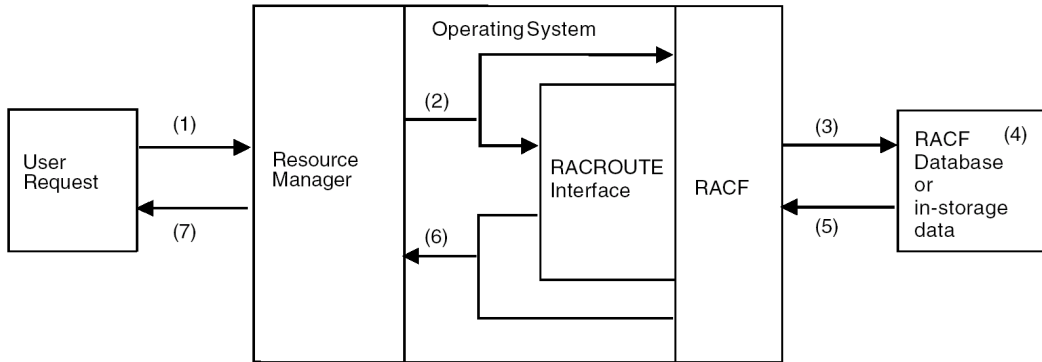 Operating System
(1)
(2)
(3)
(4)
User
Request
Resource
Manager
RACROUTE
Interface
RACF
RACF
Database
or
in-storage
data
(7)
(6)
(5)